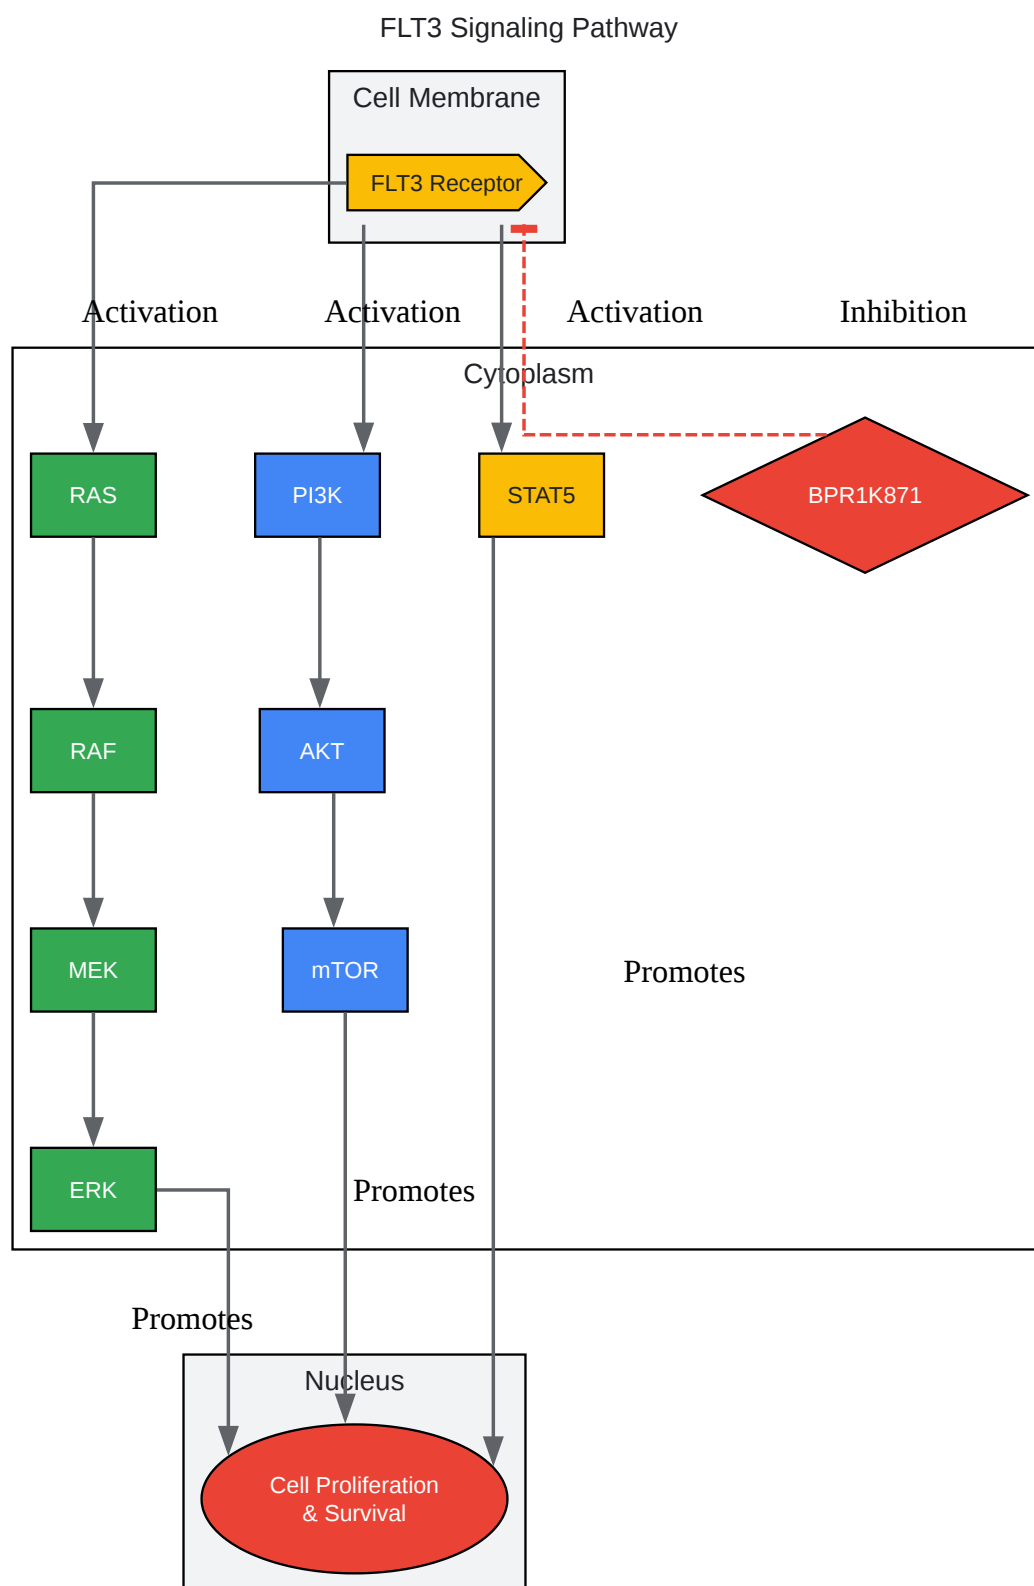 FLT3 Signaling Pathway
Cell Membrane
FLT3 Receptor
Activation
Activation
Activation
Inhibition
Cytoplasm
RAS
PI3K
STAT5
BPR1K871
RAF
AKT
MEK
mTOR
Promotes
ERK
Promotes
Promotes
Nucleus
Cell Proliferation
& Survival